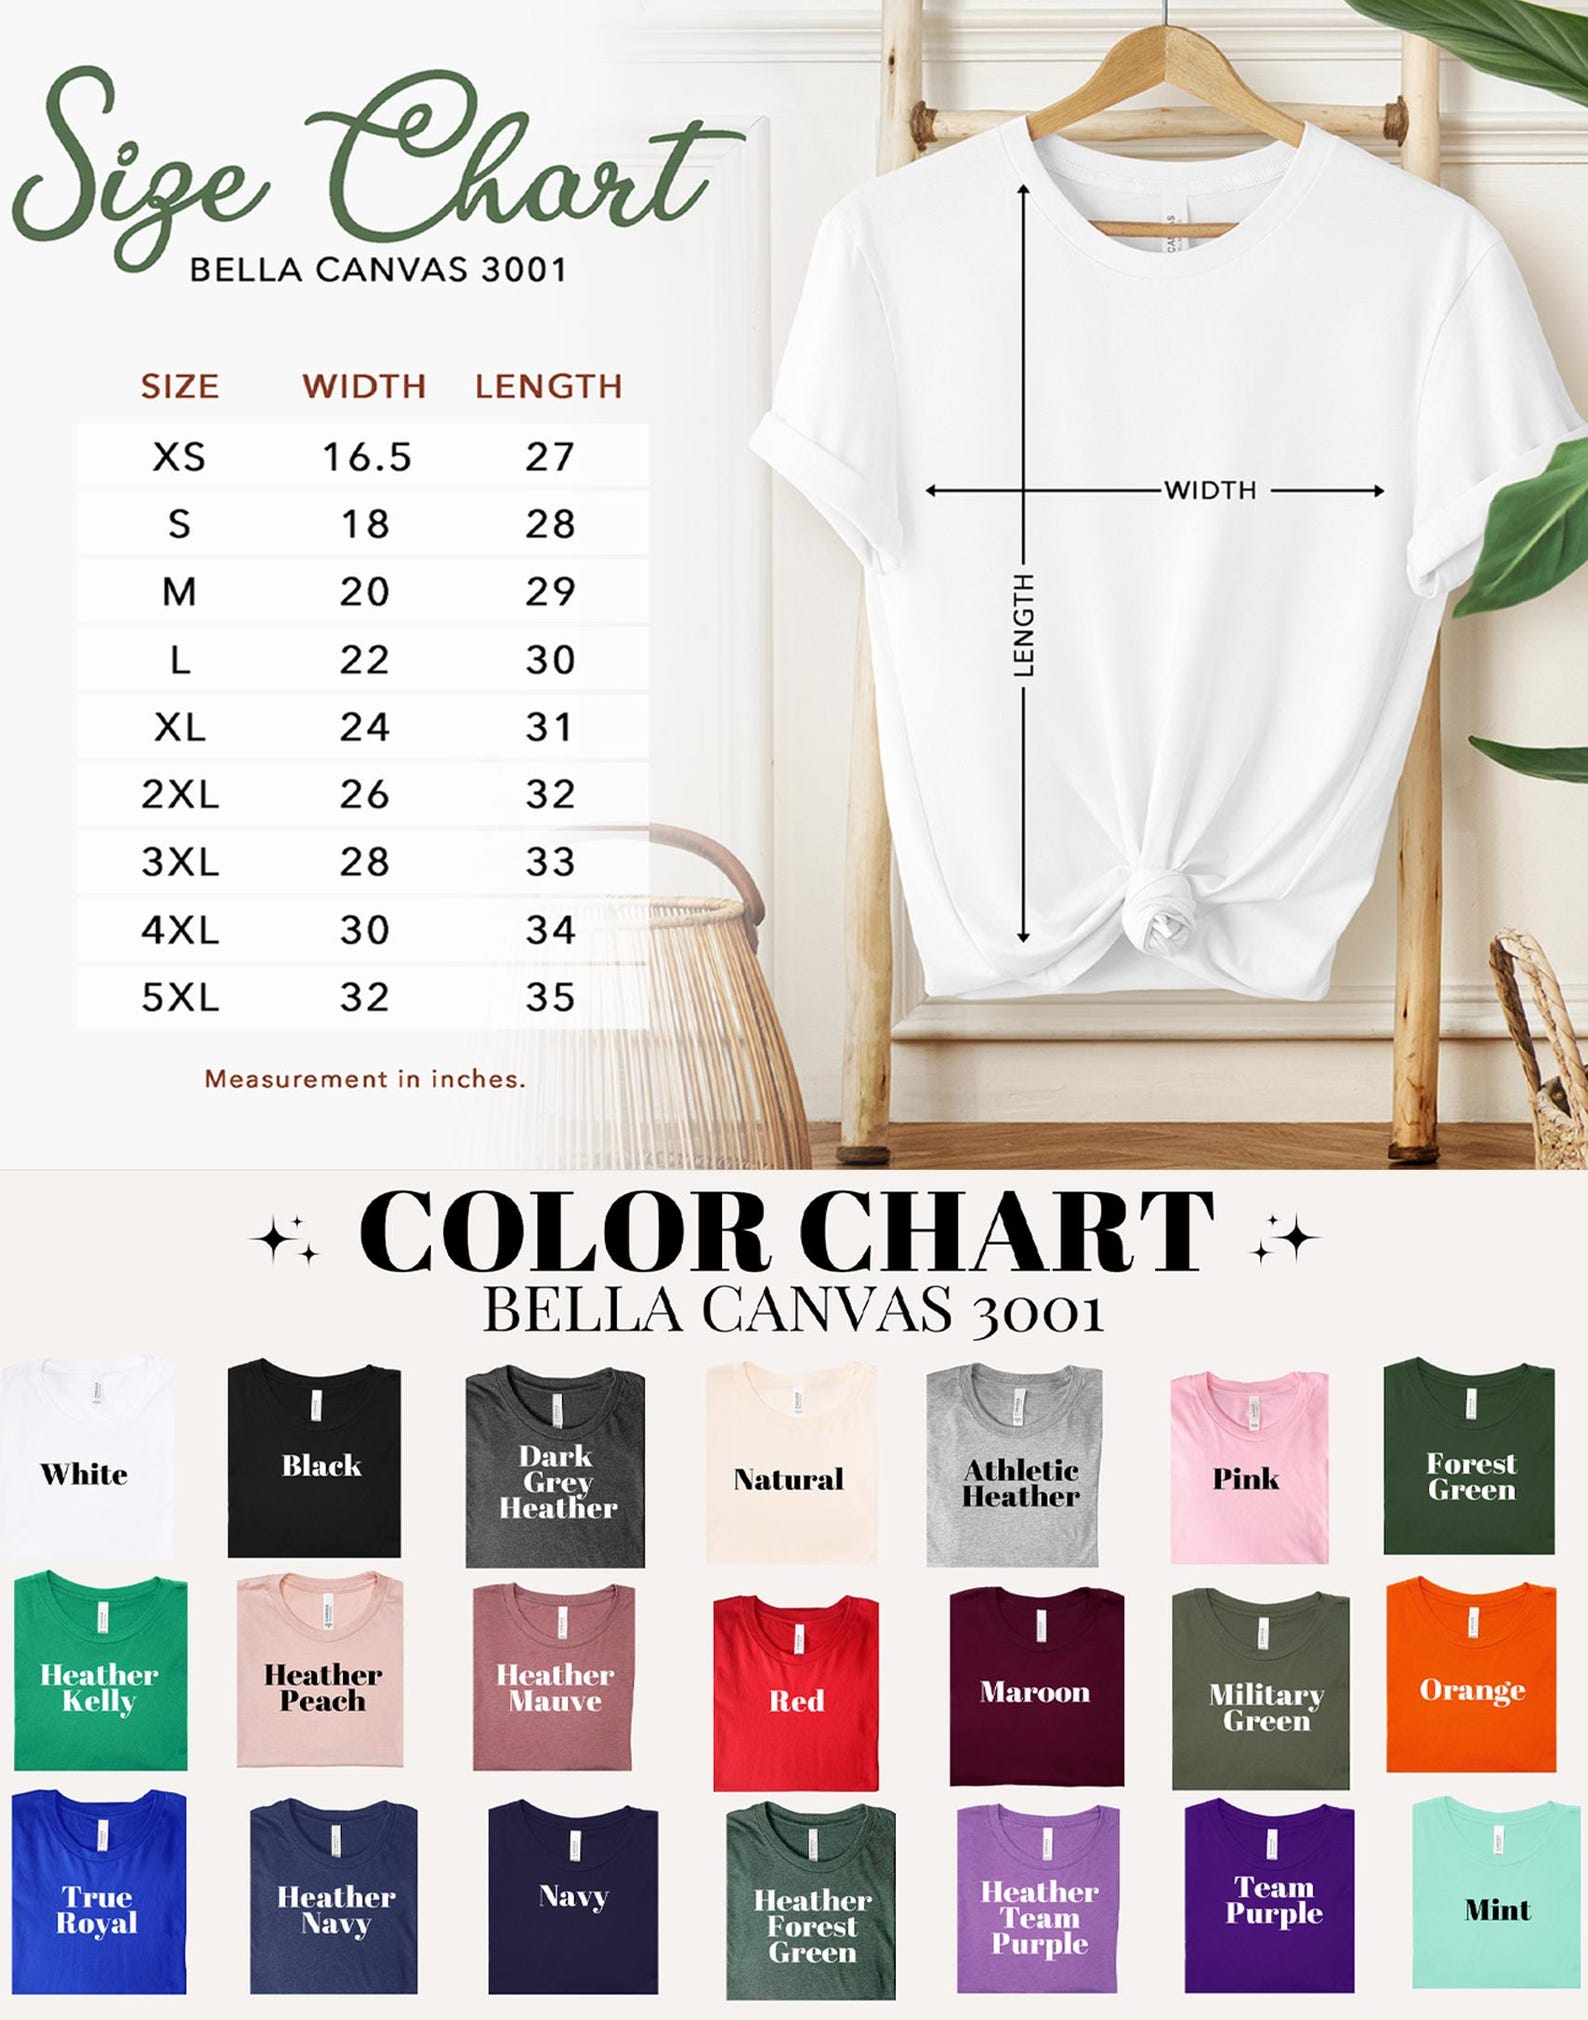 Size Chart
BELLA CANVAS 3001
SIZE WIDTH LENGTH
XS 16.5 27
S 18 28
M 20 29
L 22 30
XL 24 31
2XL 26 32
3XL 28 33
4XL 30 34
5XL 32 35
Measurement in inches.
WIDTH
LENGTH
COLOR CHART
BELLA CANVAS 3001
White
Black
Dark
Grey
Heather
Natural
Athletic
Heather
Pink
Forest
Green
Heather
Kelly
Heather
Peach
Heather
Mauve
Red
Maroon
Military
Green
Orange
True
Royal
Heather
Navy
Navy
Heather
Forest
Green
Heather
Team
Purple
Team
Purple
Mint